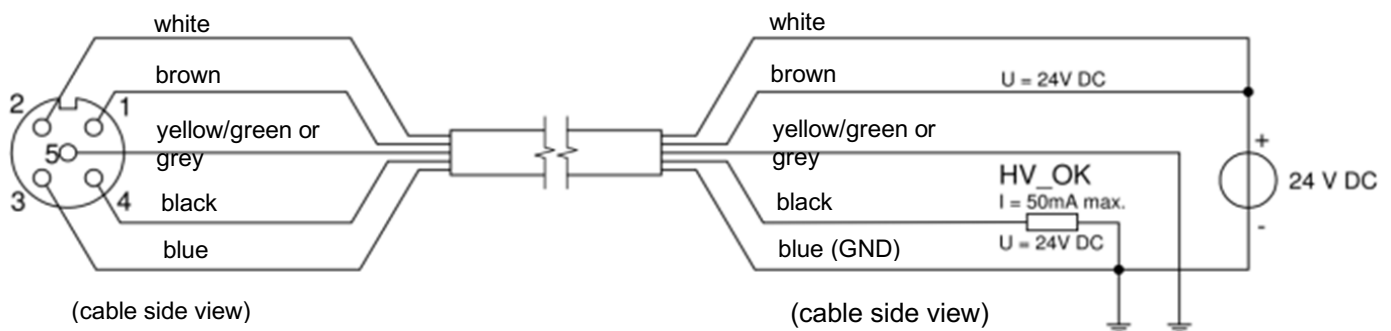 white
white
brown
brown
U = 24V DC
2
1
yellow/green or
grey
yellow/green or
grey
5
+
24 V DC
-
HV_OK
I = 50mA max.
U = 24V DC
3
4
black
black
blue
blue (GND)
(cable side view)
(cable side view)